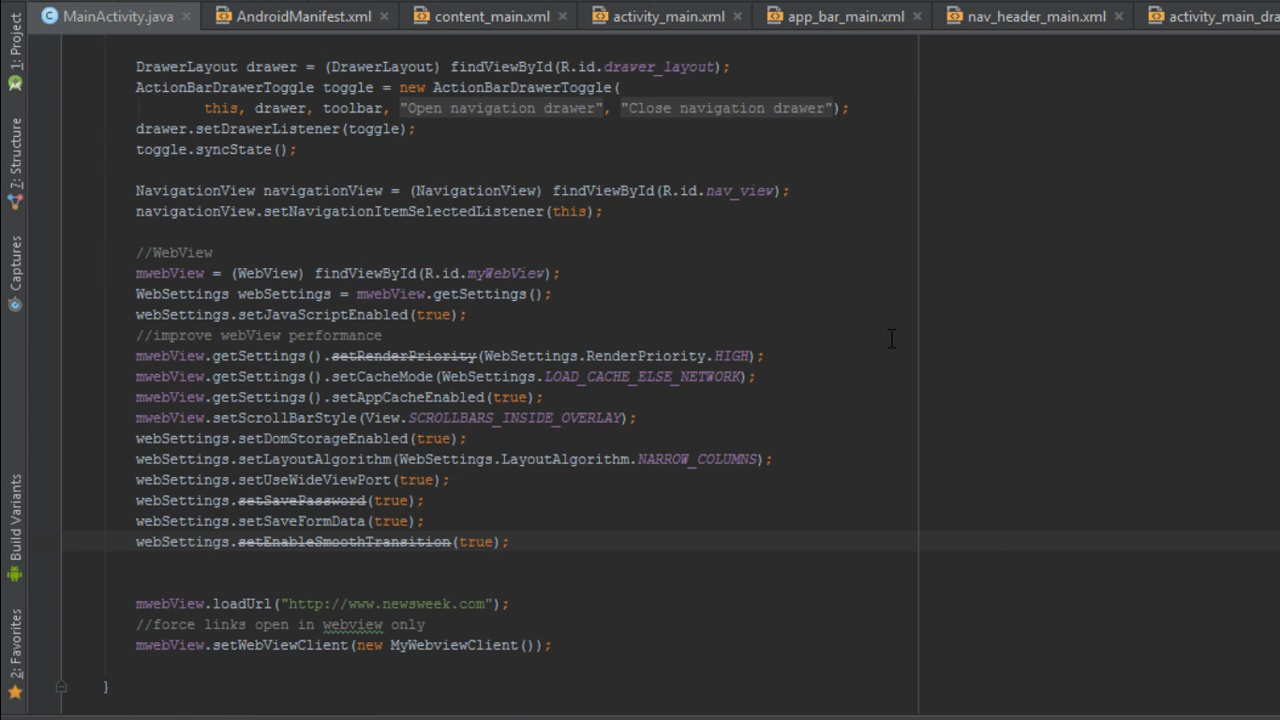 MainActivity.java
AndroidManifest.xml
content_main.xml
activity_main.xml
app_bar_main.xml
nav_header_main.xml
activity_main_dra
1: Project
7: Structure
Captures
Build Variants
2: Favorites
DrawerLayout drawer = (DrawerLayout) findViewById(R.id.drawer_layout);
ActionBarDrawerToggle toggle = new ActionBarDrawerToggle(
this, drawer, toolbar, "Open navigation drawer", "Close navigation drawer");
drawer.setDrawerListener(toggle);
toggle.syncState();
NavigationView navigationView = (NavigationView) findViewById(R.id.nav_view);
navigationView.setNavigationItemSelectedListener(this);
//WebView
mwebView = (WebView) findViewById(R.id.myWebView);
WebSettings webSettings = mwebView.getSettings();
webSettings.setJavaScriptEnabled(true);
//improve webView performance
mwebView.getSettings().setRenderPriority(WebSettings.RenderPriority.HIGH);
mwebView.getSettings().setCacheMode(WebSettings.LOAD_CACHE_ELSE_NETWORK);
mwebView.getSettings().setAppCacheEnabled(true);
mwebView.setScrollBarStyle(View.SCROLLBARS_INSIDE_OVERLAY);
webSettings.setDomStorageEnabled(true);
webSettings.setLayoutAlgorithm(WebSettings.LayoutAlgorithm.NARROW_COLUMNS);
webSettings.setUseWideViewPort(true);
webSettings.setSavePassword(true);
webSettings.setSaveFormData(true);
webSettings.setEnableSmoothTransition(true);
mwebView.loadUrl("http://www.newsweek.com");
//force links open in webview only
mwebView.setWebViewClient(new MyWebviewClient());
}